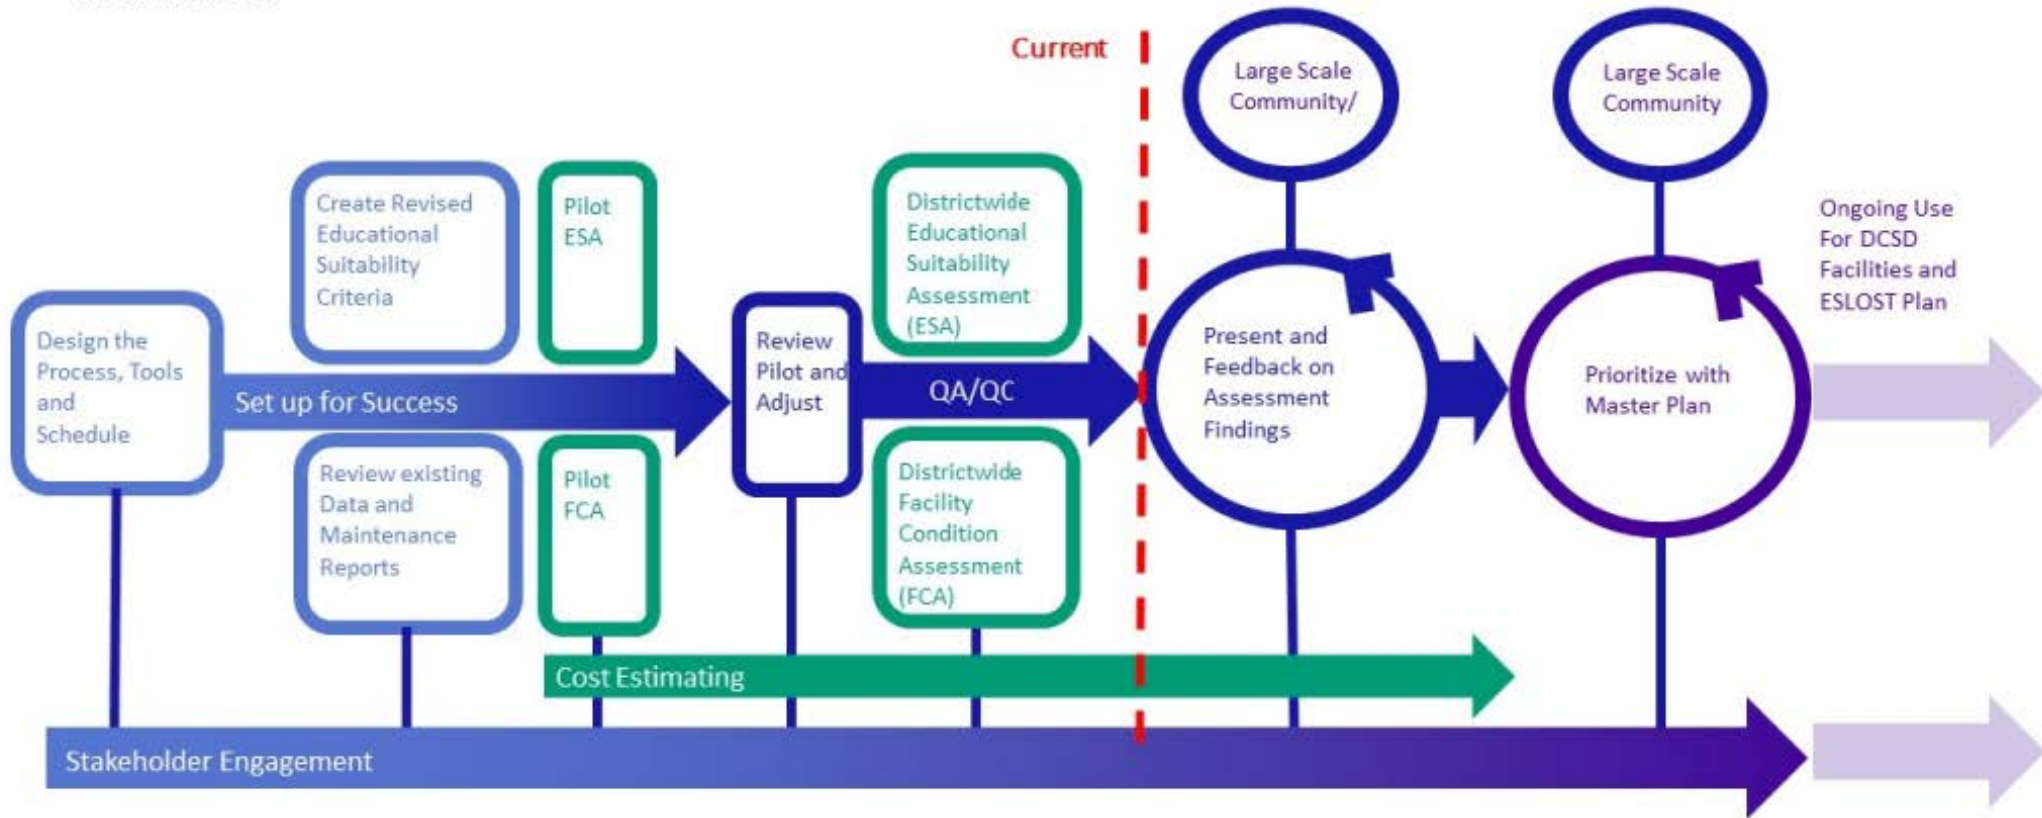 Current
Large Scale
Community/
Large Scale
Community
Create Revised
Educational
Suitability
Criteria
Pilot
ESA
Districtwide
Educational
Suitability
Assessment
(ESA)
Ongoing Use
For DCSD
Facilities and
ESLOST Plan
Design the
Process, Tools
and
Schedule
Set up for Success
Review
Pilot and
Adjust
QA/QC
Present and
Feedback on
Assessment
Findings
Prioritize with
Master Plan
Review existing
Data and
Maintenance
Reports
Pilot
FCA
Districtwide
Facility
Condition
Assessment
(FCA)
Cost Estimating
Stakeholder Engagement